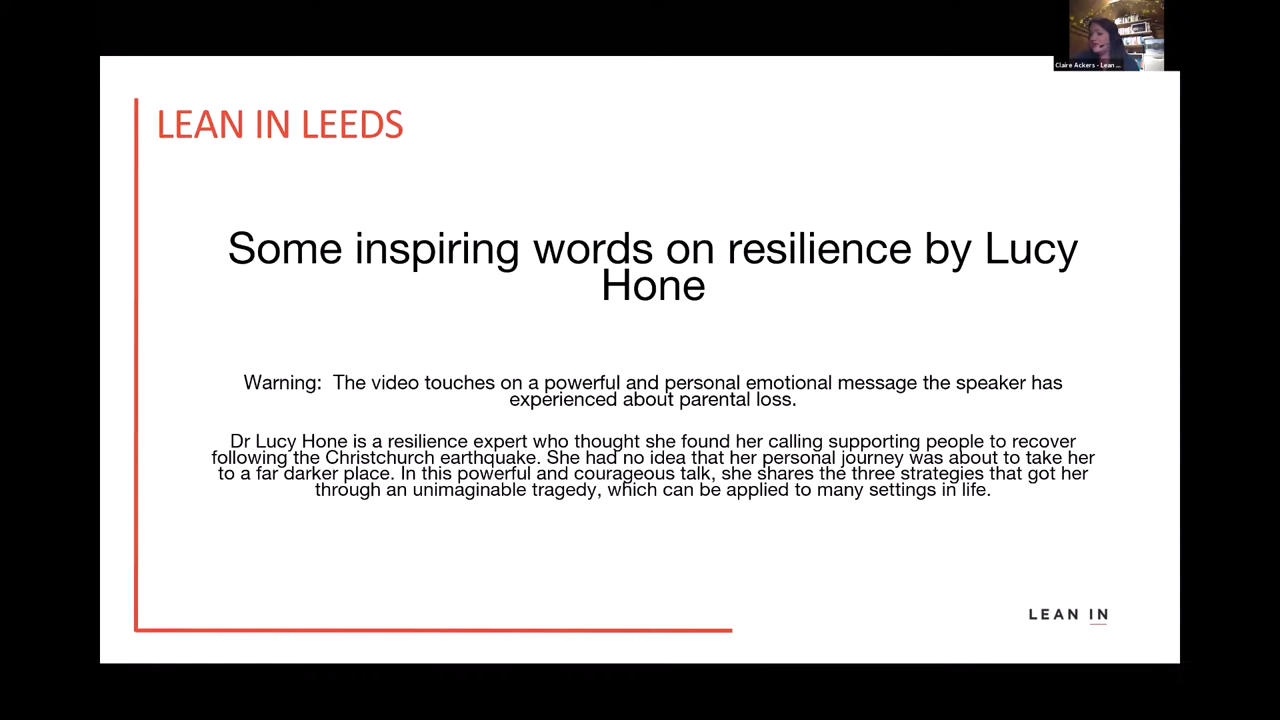 Claire Ackers - Lean ...
LEAN IN LEEDS
Some inspiring words on resilience by Lucy
Hone
Warning:  The video touches on a powerful and personal emotional message the speaker has
experienced about parental loss.
Dr Lucy Hone is a resilience expert who thought she found her calling supporting people to recover
following the Christchurch earthquake. She had no idea that her personal journey was about to take her
to a far darker place. In this powerful and courageous talk, she shares the three strategies that got her
through an unimaginable tragedy, which can be applied to many settings in life.
LEAN IN